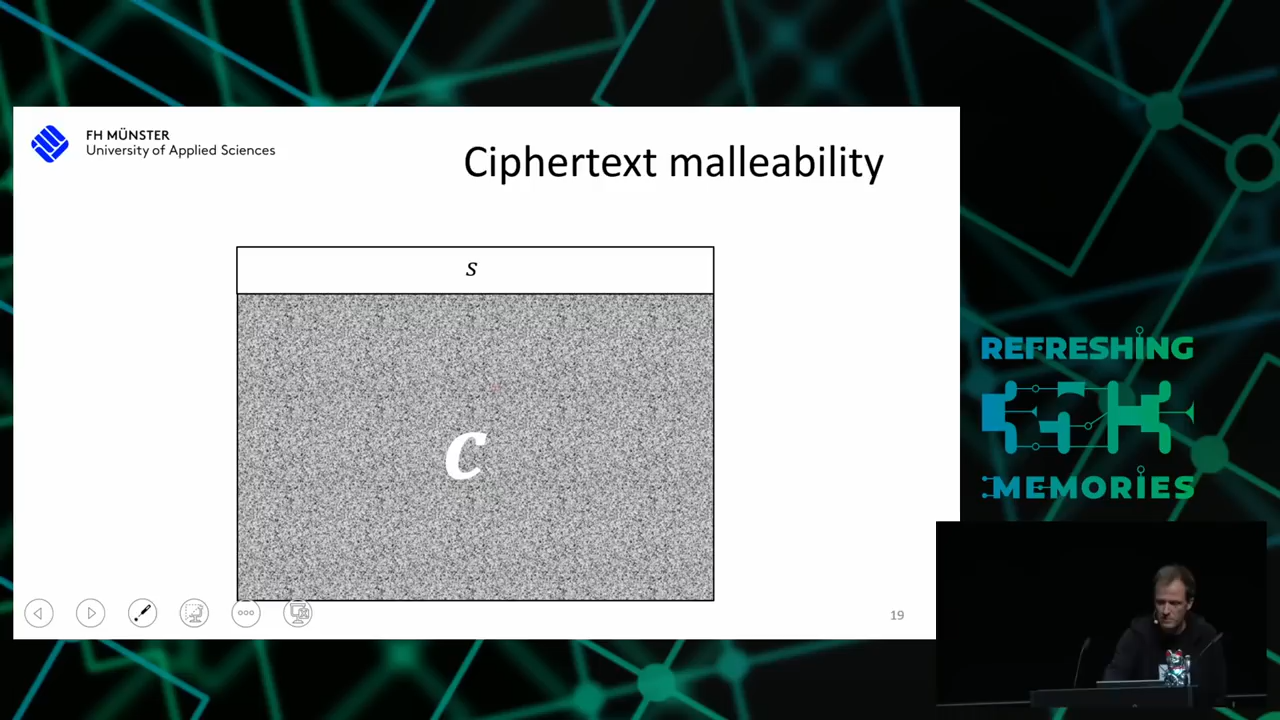 FH MÜNSTER
University of Applied Sciences
Ciphertext malleability
s
c
19
REFRESHING
MEMORIES